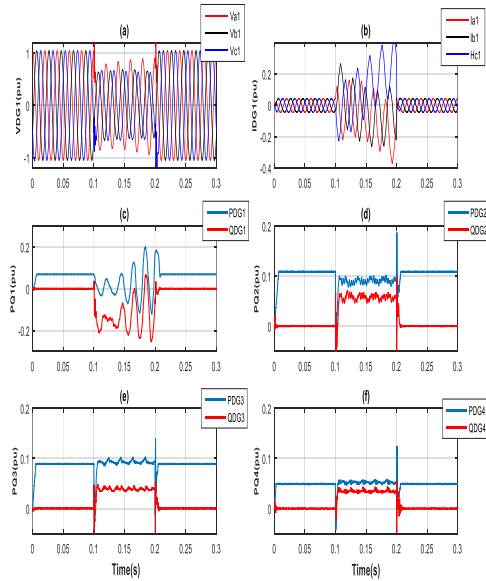 (a)
Va1
Vb1
Vc1
VDG1(pu)
1
0
-1
0 0.05 0.1 0.15 0.2 0.25 0.3
(b)
Ia1
Ib1
Hc1
IDG1(pu)
0.2
0
-0.2
-0.4
0 0.05 0.1 0.15 0.2 0.25 0.3
(c)
PDG1
QDG1
PQ1(pu)
0.2
0
-0.2
0 0.05 0.1 0.15 0.2 0.25 0.3
(d)
PDG2
QDG2
PQ2(pu)
0.2
0.1
0
0 0.05 0.1 0.15 0.2 0.25 0.3
(e)
PDG3
QDG3
PQ3(pu)
0.2
0.1
0
0 0.05 0.1 0.15 0.2 0.25 0.3
Time(s)
(f)
PDG4
QDG4
PQ4(pu)
0.2
0.1
0
0 0.05 0.1 0.15 0.2 0.25 0.3
Time(s)